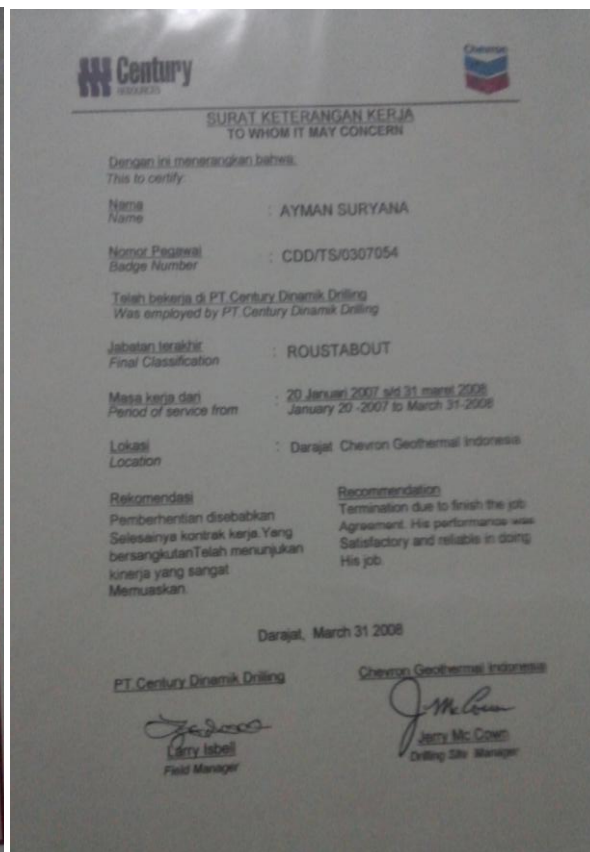 Century
RESOURCES
Chevron
SURAT KETERANGAN KERJA
TO WHOM IT MAY CONCERN
Dengan ini menerangkan bahwa:
This to certify:
Nama : AYMAN SURYANA
Name
Nomor Pegawai : CDD/TS/0307054
Badge Number
Telah bekerja di PT.Century Dinamik Drilling
Was employed by PT.Century Dinamik Drilling
Jabatan terakhir : ROUSTABOUT
Final Classification
Masa kerja dari : 20 Januari 2007 s/d 31 maret 2008
Period of service from January 20 -2007 to March 31-2008
Lokasi : Darajat Chevron Geothermal Indonesia
Location
Rekomendasi
Pemberhentian disebabkan
Selesainya kontrak kerja.Yang
bersangkutanTelah menunjukan
kinerja yang sangat
Memuaskan.
Recommendation
Termination due to finish the job
Agreement. His performance was
Satisfactory and reliable in doing
His job.
Darajat, March 31 2008
PT.Century Dinamik Drilling
Larry Isbell
Field Manager
Chevron Geothermal Indonesia
J McCown
Jerry Mc.Cown
Drilling Site Manager